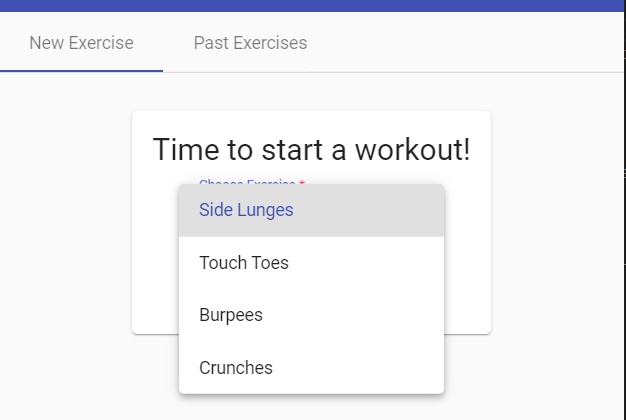 New Exercise
Past Exercises
Time to start a workout!
Choose Exercise *
Side Lunges
Touch Toes
Burpees
Crunches